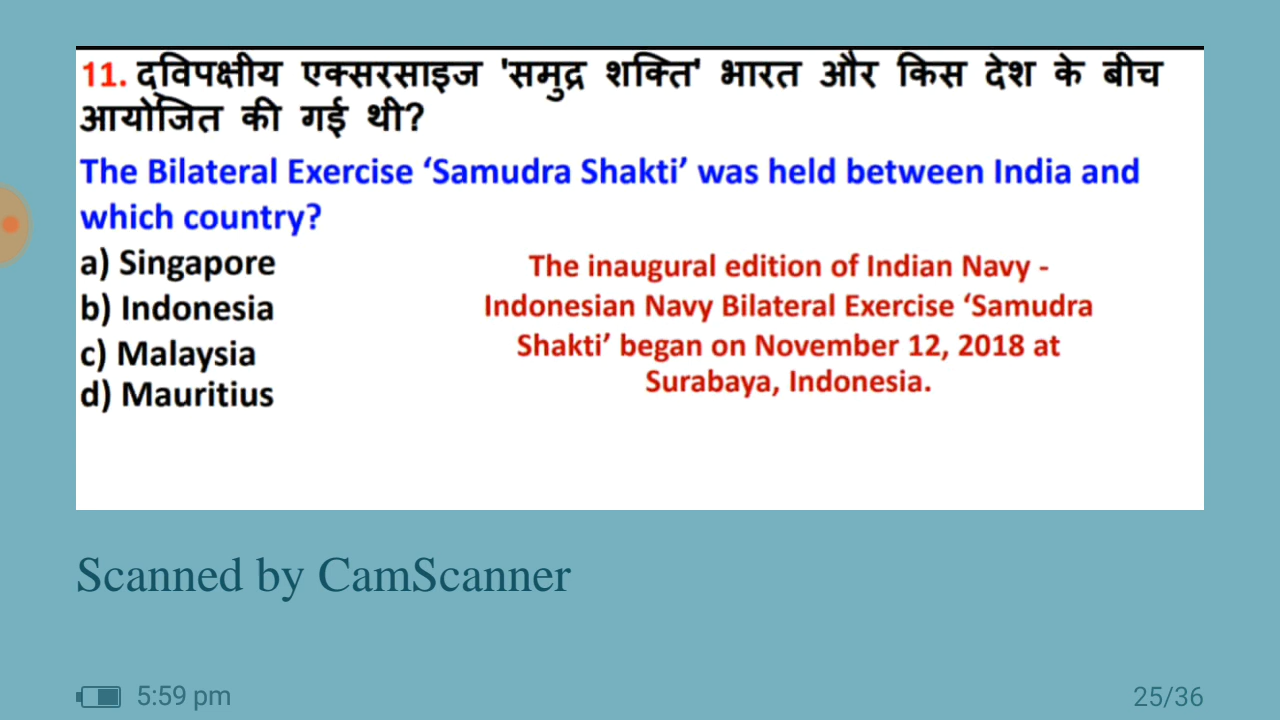 11. द्विपक्षीय एक्सरसाइज 'समुद्र शक्ति' भारत और किस देश के बीच
आयोजित की गई थी?
The Bilateral Exercise ‘Samudra Shakti’ was held between India and
which country?
a) Singapore
b) Indonesia
c) Malaysia
d) Mauritius
The inaugural edition of Indian Navy -
Indonesian Navy Bilateral Exercise ‘Samudra
Shakti’ began on November 12, 2018 at
Surabaya, Indonesia.
Scanned by CamScanner
5:59 pm
25/36